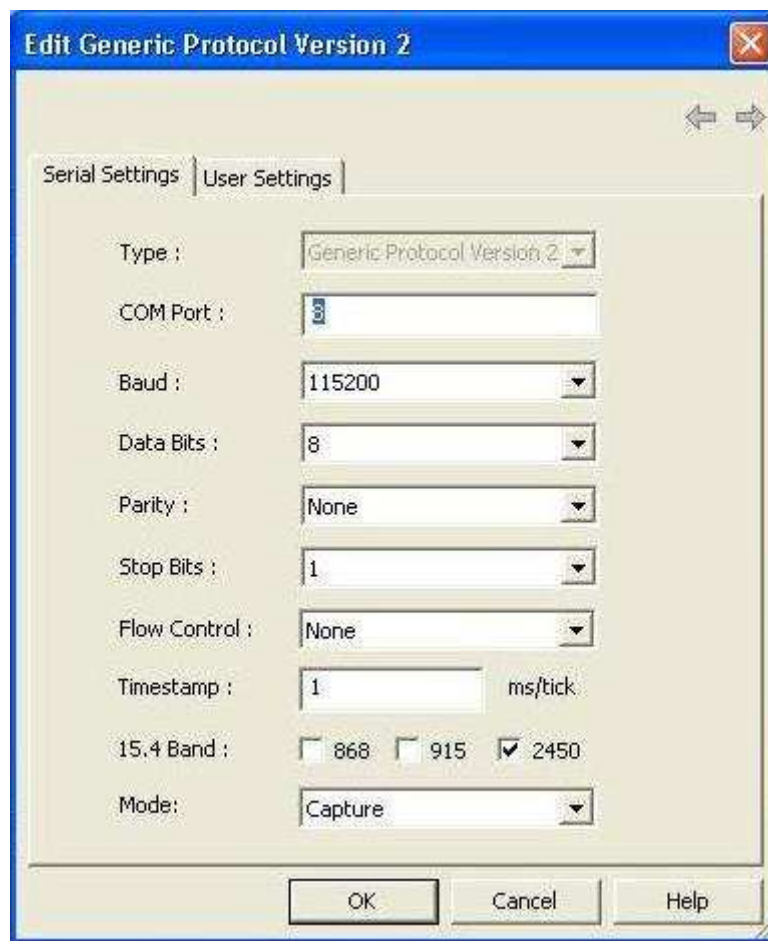 Edit Generic Protocol Version 2
Serial Settings User Settings
Type : Generic Protocol Version 2
COM Port :
Baud : 115200
Data Bits : 8
Parity : None
Stop Bits : 1
Flow Control : None
Timestamp : 1 ms/tick
15.4 Band : 868 915 2450
Mode: Capture
OK Cancel Help